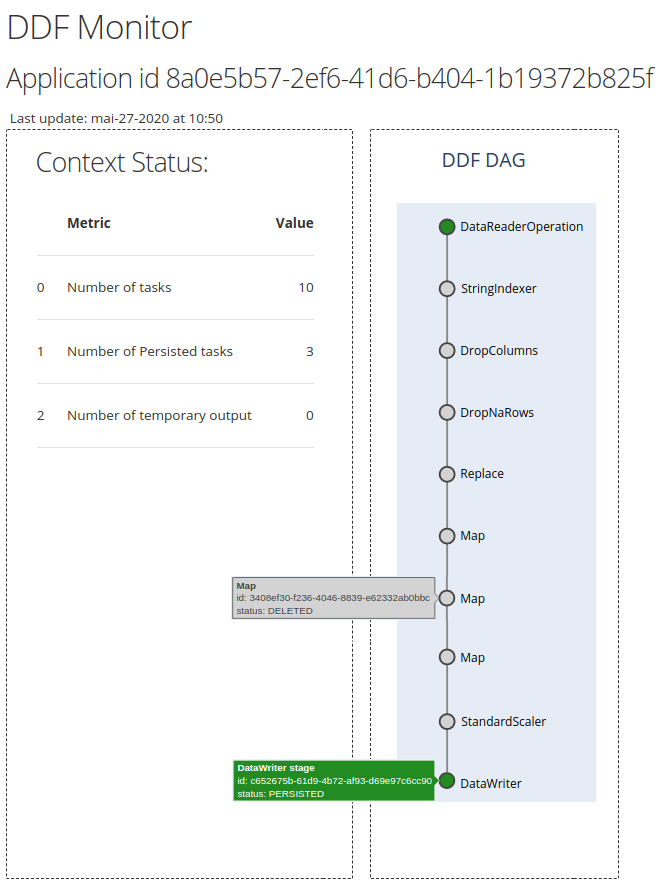 DDF Monitor
Application id 8a0e5b57-2ef6-41d6-b404-1b19372b825f
Last update: mai-27-2020 at 10:50
Context Status:
Metric Value
0 Number of tasks 10
1 Number of Persisted tasks 3
2 Number of temporary output 0
DDF DAG
DataReaderOperation
StringIndexer
DropColumns
DropNaRows
Replace
Map
Map
id: 3408ef30-f236-4046-8839-e62332ab0bbc
status: DELETED
Map
Map
StandardScaler
DataWriter stage
id: c652675b-61d9-4b72-af93-d69e97c6cc90
status: PERSISTED
DataWriter